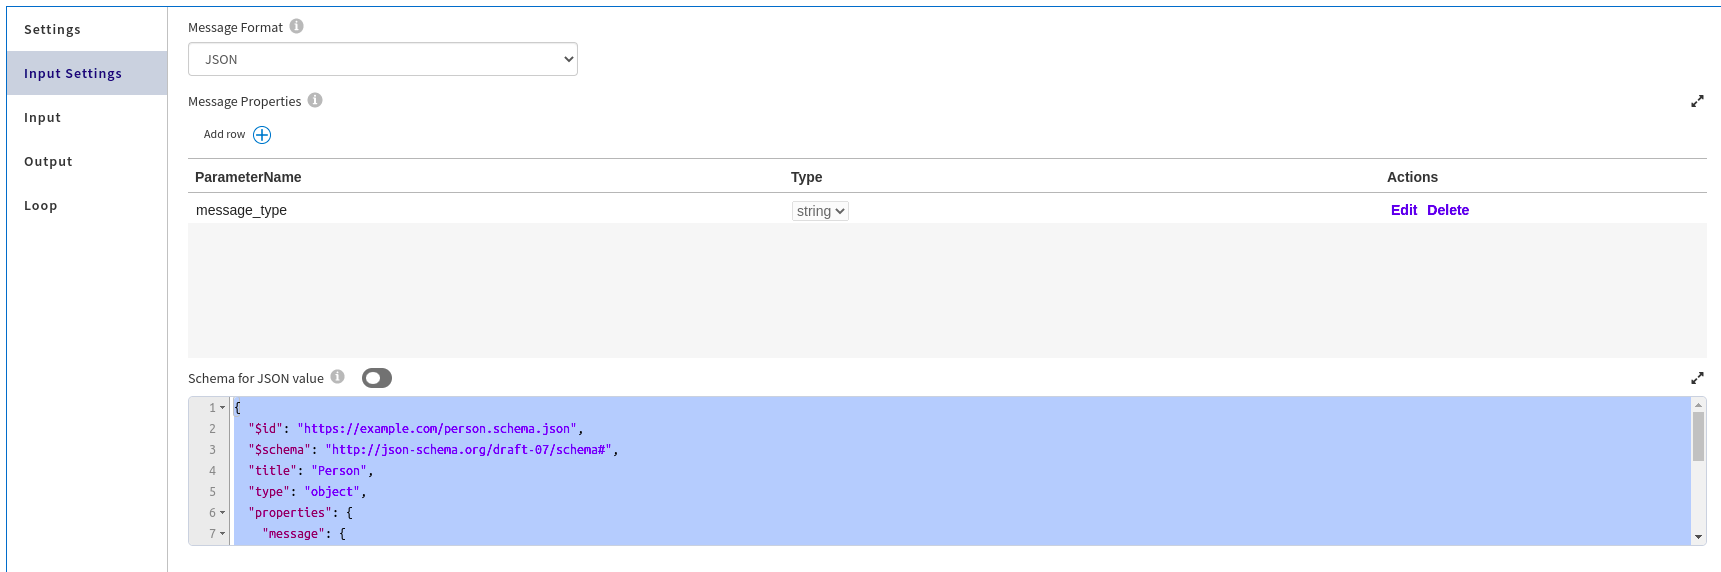 Settings
Input Settings
Input
Output
Loop
Message Format
JSON
Message Properties
Add row
ParameterName Type Actions
message_type string Edit Delete
Schema for JSON value
1 {
2 "$id": "https://example.com/person.schema.json",
3 "$schema": "http://json-schema.org/draft-07/schema#",
4 "title": "Person",
5 "type": "object",
6 "properties": {
7 "message": {